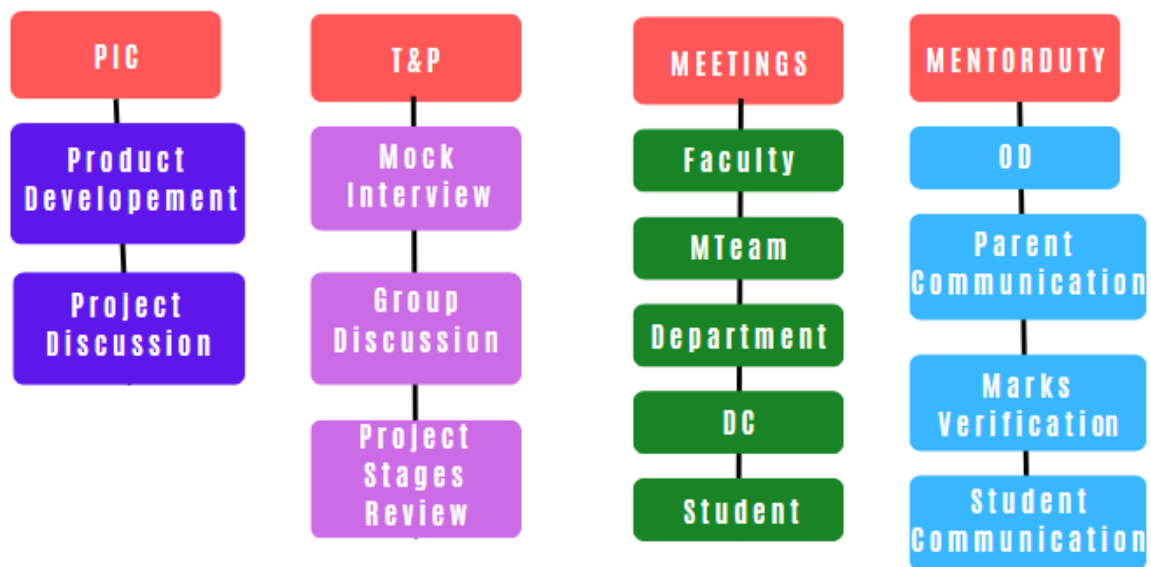 PIC
Product
Developement
Project
Discussion
T&P
Mock
Interview
Group
Discussion
Project
Stages
Review
MEETINGS
Faculty
MTeam
Department
DC
Student
MENTORDUTY
OD
Parent
Communication
Marks
Verification
Student
Communication